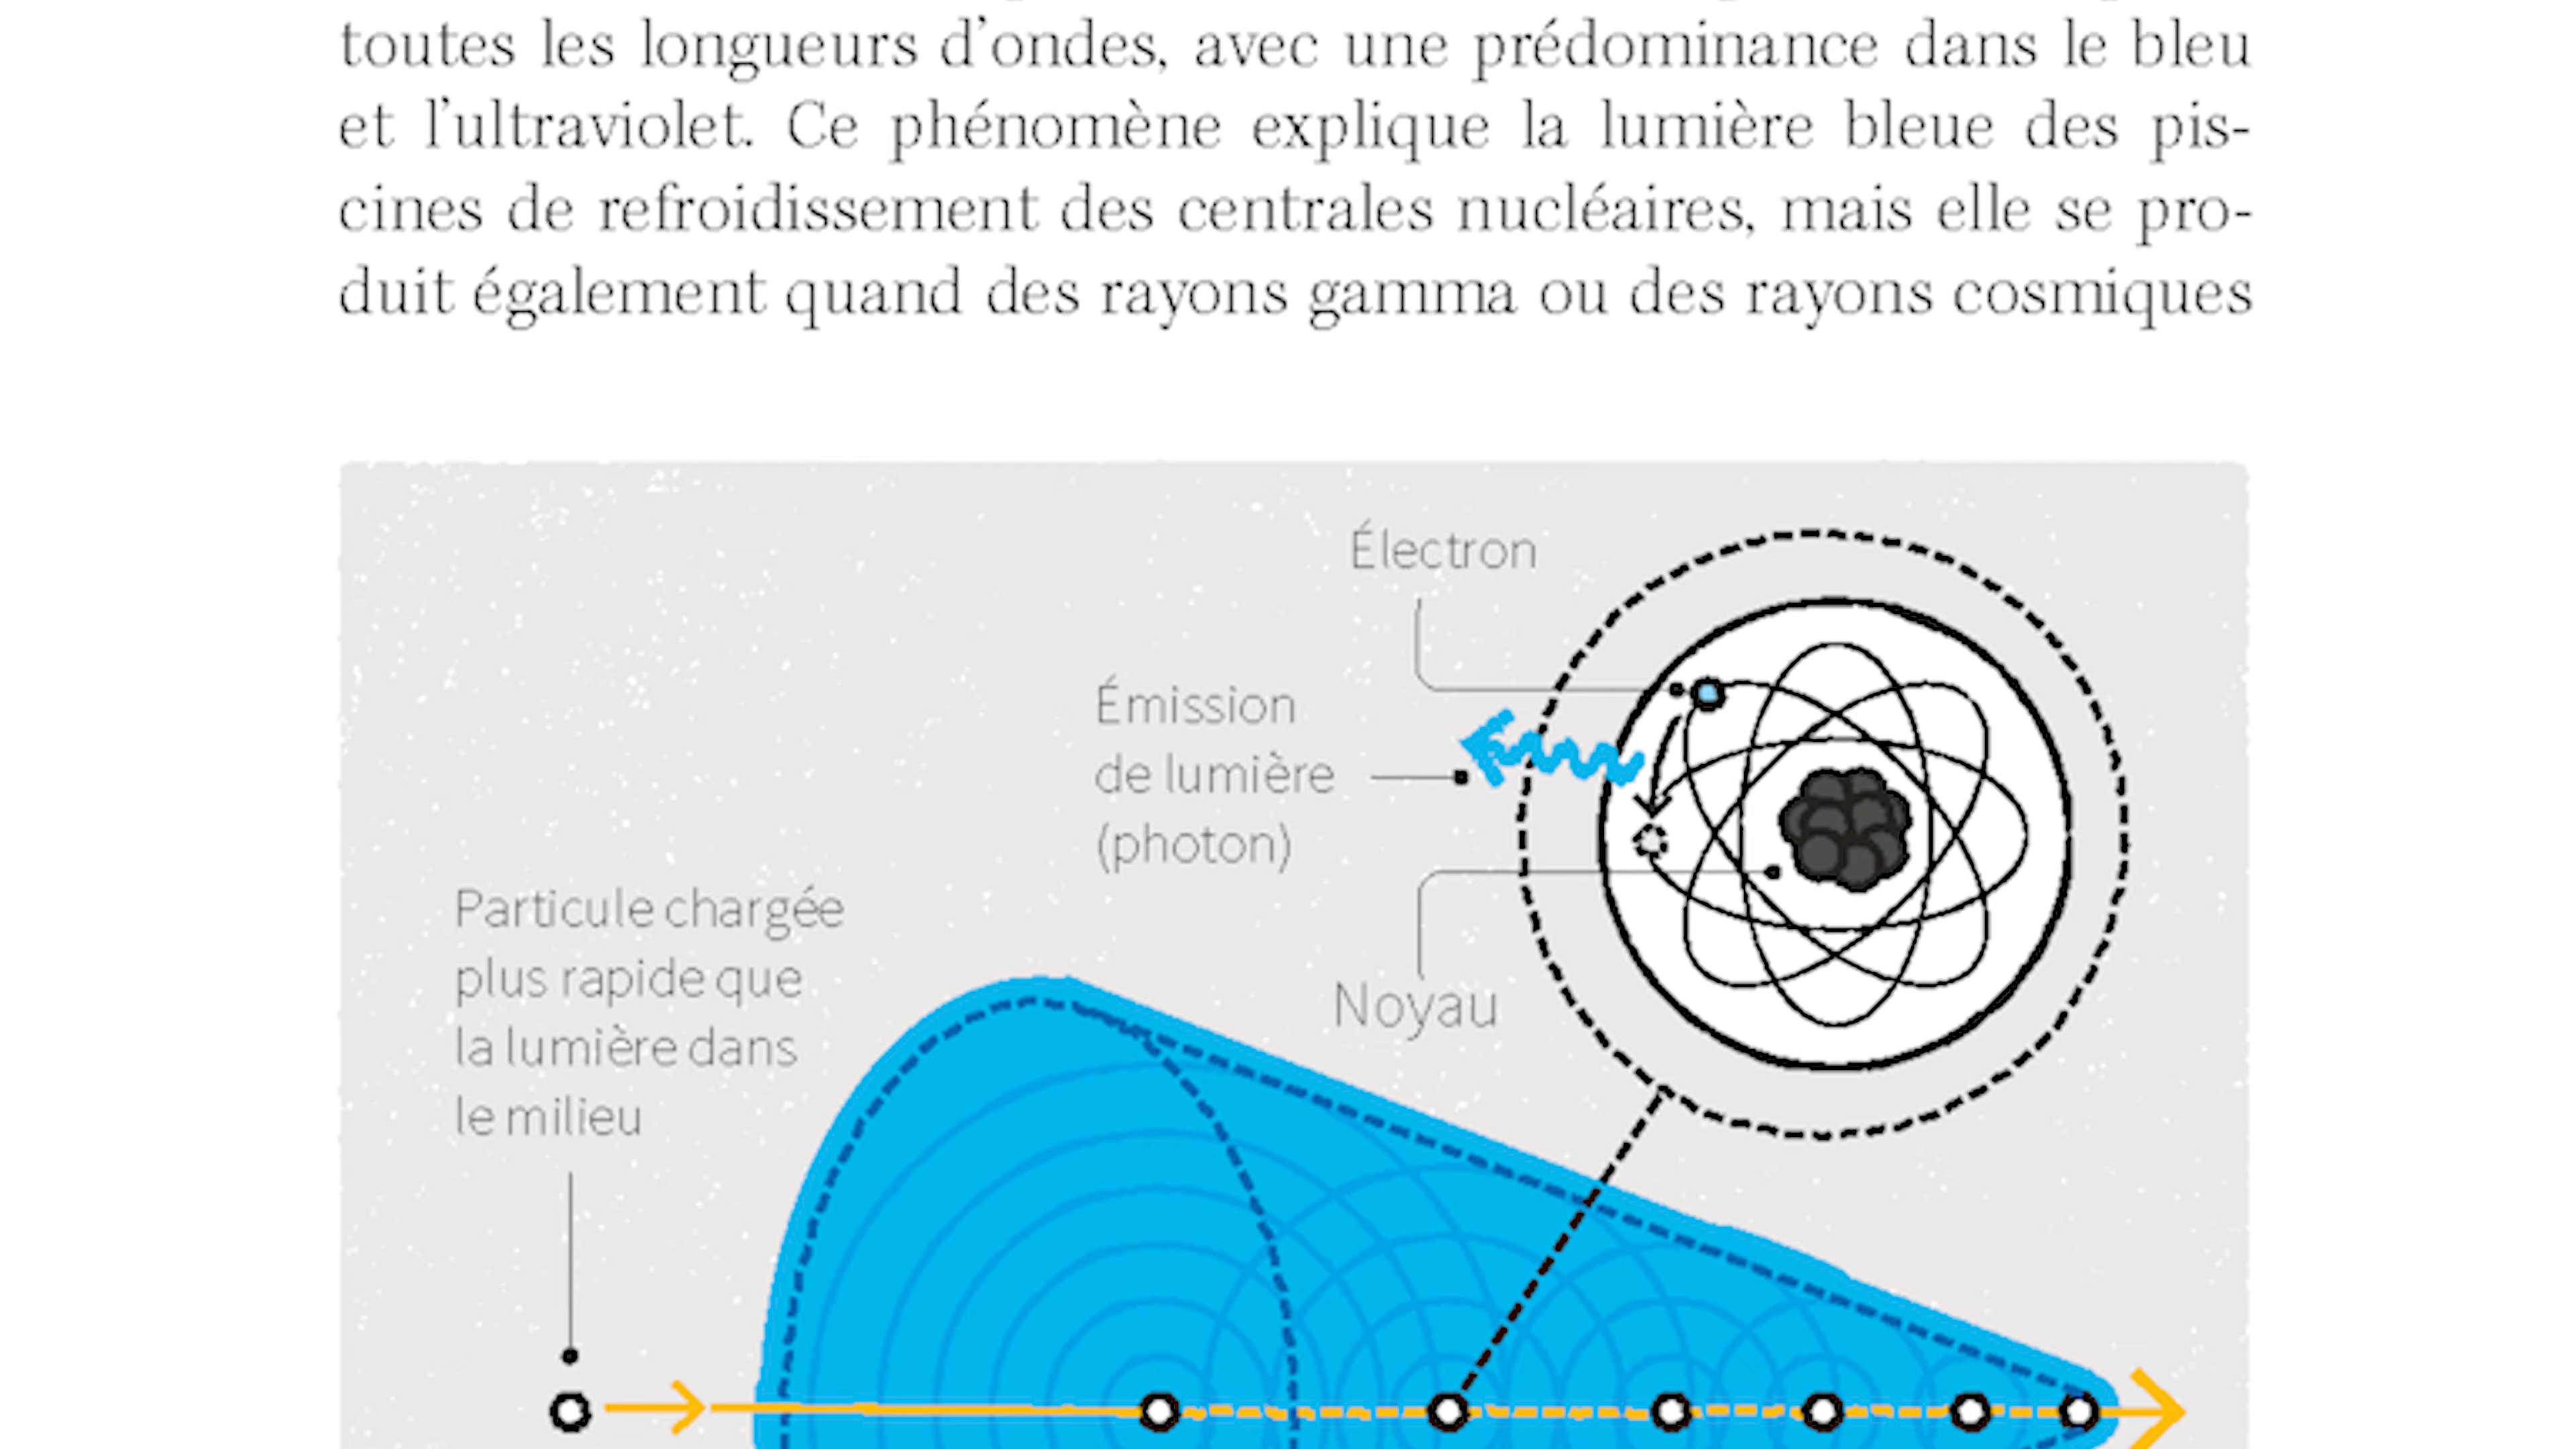 toutes les longueurs d'ondes, avec une prédominance dans le bleu
et l'ultraviolet. Ce phénomène explique la lumière bleue des pis-
cines de refroidissement des centrales nucléaires, mais elle se pro-
duit également quand des rayons gamma ou des rayons cosmiques
Électron
Émission
de lumière
(photon)
Noyau
Particule chargée
plus rapide que
la lumière dans
le milieu